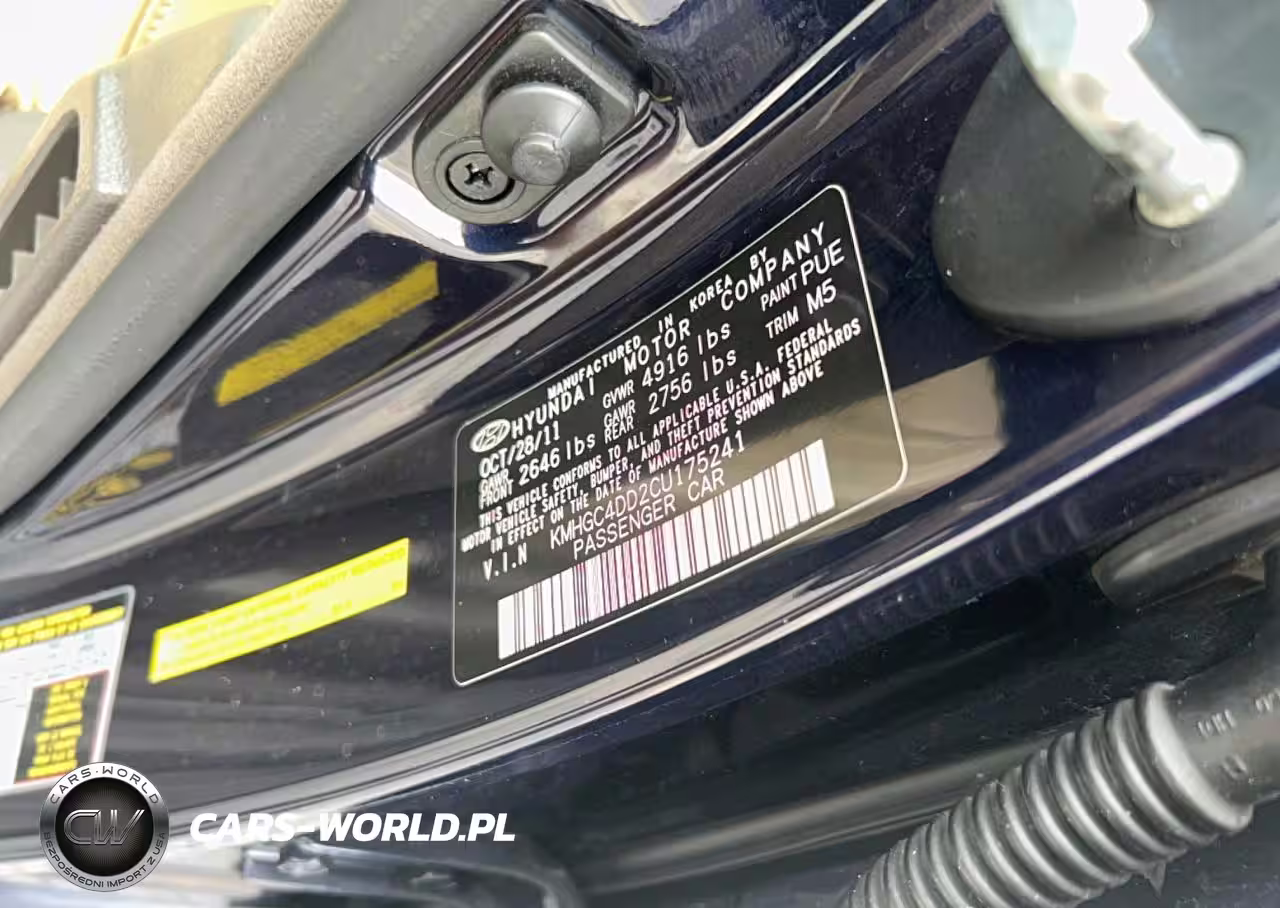 MANUFACTURED IN KOREA BY
HYUNDAI MOTOR COMPANY
OCT/28/11 GVWR 4916 lbs PAINT PUE
GAWR FRONT 2646 lbs GAWR REAR 2756 lbs TRIM M5
THIS VEHICLE CONFORMS TO ALL APPLICABLE U.S.A. FEDERAL
MOTOR VEHICLE SAFETY, BUMPER, AND THEFT PREVENTION STANDARDS
IN EFFECT ON THE DATE OF MANUFACTURE SHOWN ABOVE
V.I.N KMHGC4DD2CU175241
PASSENGER CAR
CARS-WORLD
CW
BEZPOŚREDNI IMPORT Z USA
CARS-WORLD.PL